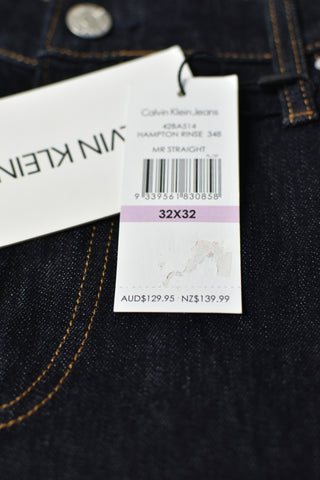 Calvin Klein Jeans
42BA514
HAMPTON RINSE 348
MR STRAIGHT
9 339561 830858
32X32
AUD$129.95 NZ$139.99
VIN KLEIN